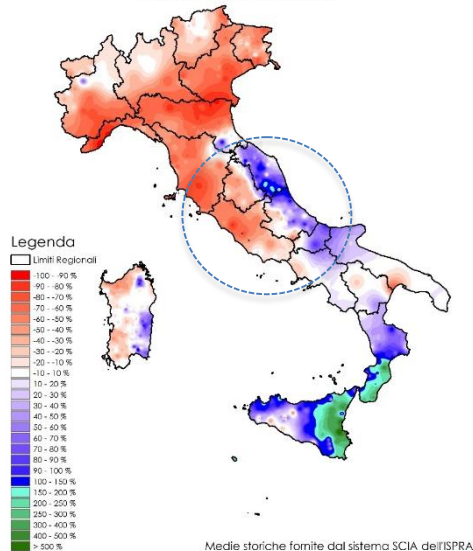 Legenda
Limiti Regionali
-100 - -90 %
-90 - -80 %
-80 - -70 %
-70 - -60 %
-60 - -50 %
-50 - -40 %
-40 - -30 %
-30 - -20 %
-20 - -10 %
-10 - 10 %
10 - 20 %
20 - 30 %
30 - 40 %
40 - 50 %
50 - 60 %
60 - 70 %
70 - 80 %
80 - 90 %
90 - 100 %
100 - 150 %
150 - 200 %
200 - 250 %
250 - 300 %
300 - 400 %
400 - 500 %
> 500 %
Medie storiche fornite dal sistema SCIA dell'ISPRA